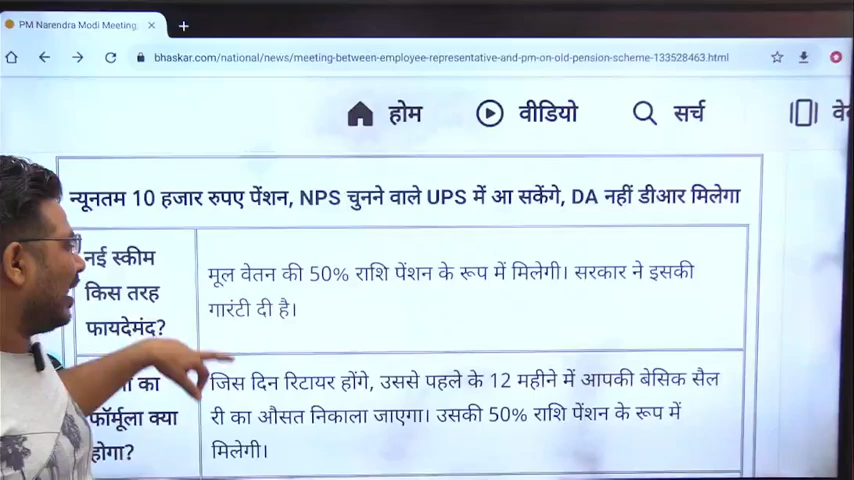 PM Narendra Modi Meeting
bhaskar.com/national/news/meeting-between-employee-representative-and-pm-on-old-pension-scheme-133528463.html
होम वीडियो सर्च
न्यूनतम 10 हजार रुपए पेंशन, NPS चुनने वाले UPS में आ सकेंगे, DA नहीं डीआर मिलेगा
नई स्कीम
किस तरह
फायदेमंद?
मूल वेतन की 50% राशि पेंशन के रूप में मिलेगी। सरकार ने इसकी
गारंटी दी है।
का
फॉर्मूला क्या
होगा?
जिस दिन रिटायर होंगे, उससे पहले के 12 महीने में आपकी बेसिक सैल
री का औसत निकाला जाएगा। उसकी 50% राशि पेंशन के रूप में
मिलेगी।